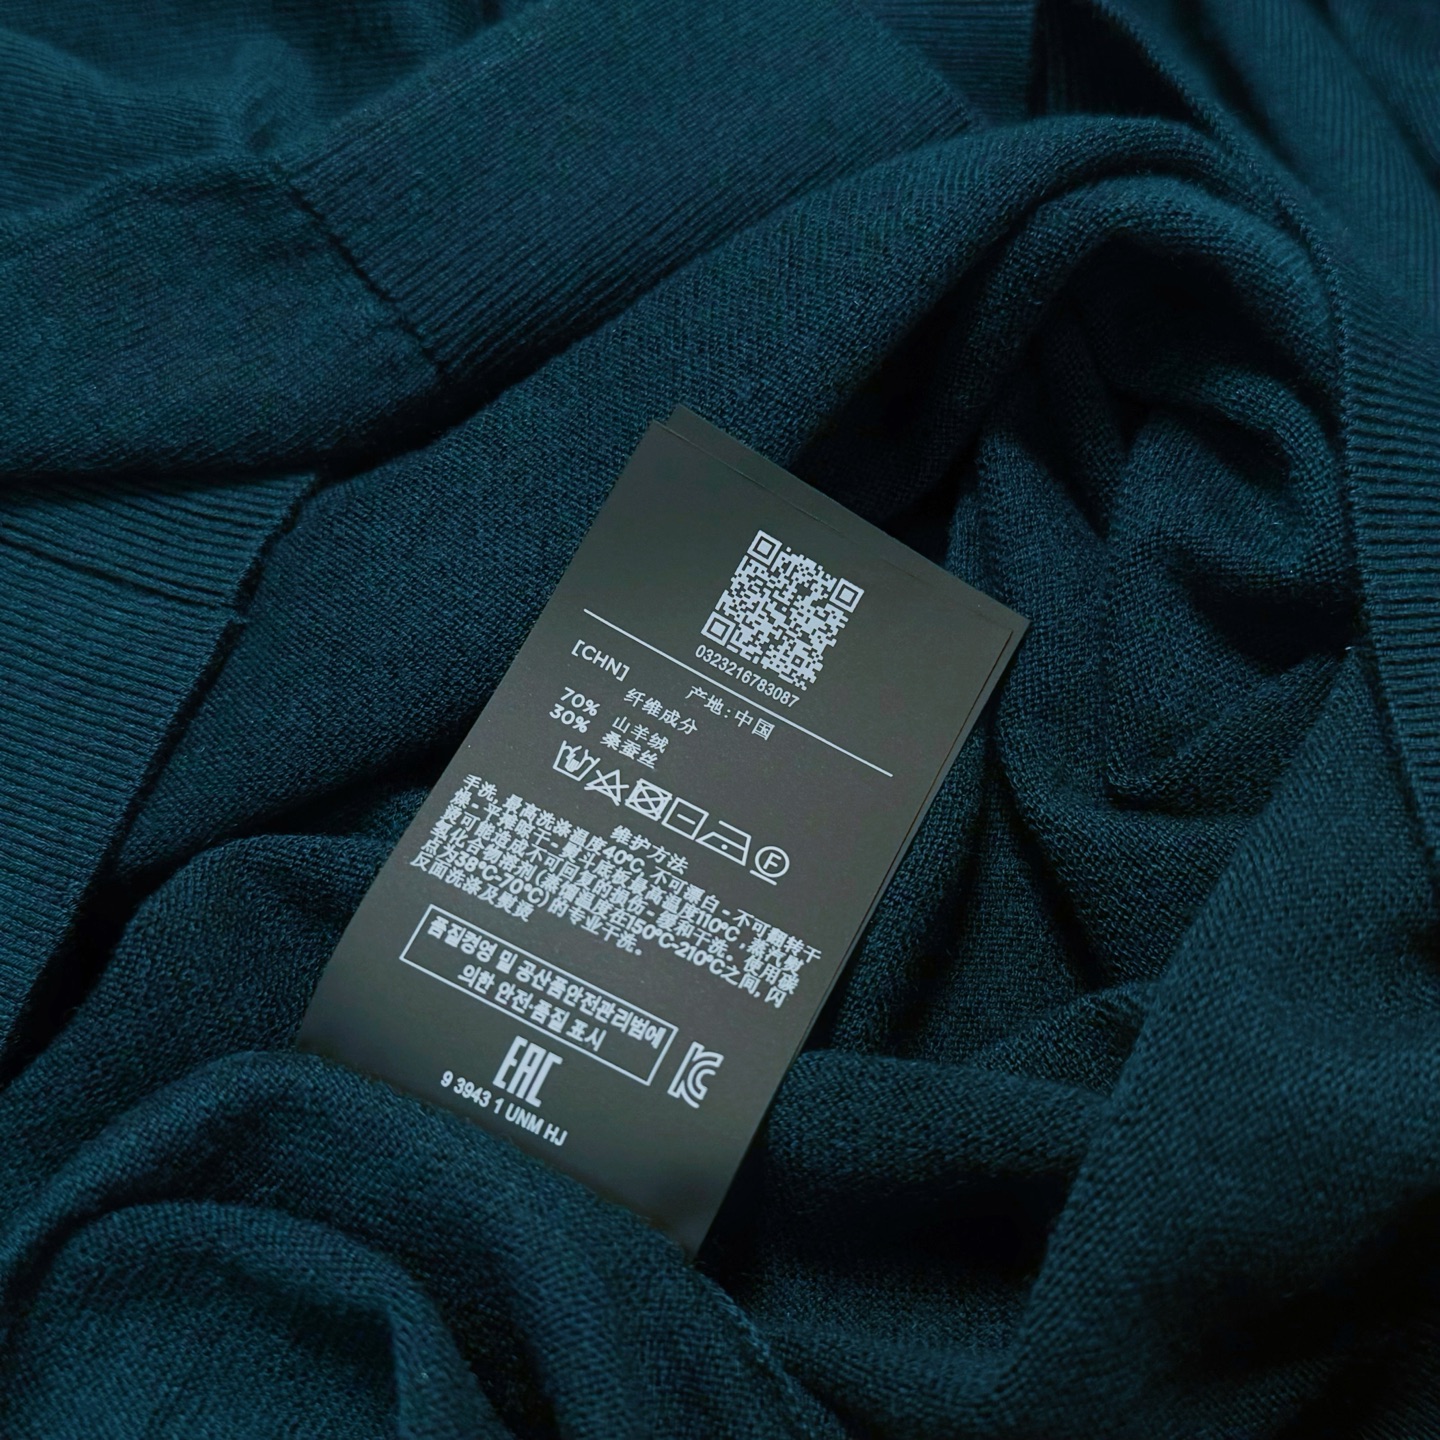 0323216783087
[CHN]
产地:中国
纤维成分
70% 山羊绒
30% 桑蚕丝
维护方法
手洗, 最高洗涤温度40℃, 不可漂白 - 不可翻转干
燥 - 平摊晾干 - 熨斗底板最高温度110℃, 蒸汽熨
烫可能造成不可回复的损伤 - 缓和干洗. 使用碳
氢化合物溶剂(蒸馏温度在150℃-210℃之间, 闪
点为38℃-70℃)的专业干洗.
反面洗涤及熨烫
품질경영 및 공산품안전관리법에
의한 안전·품질 표시
EAC
9 3943 1 UNM HJ